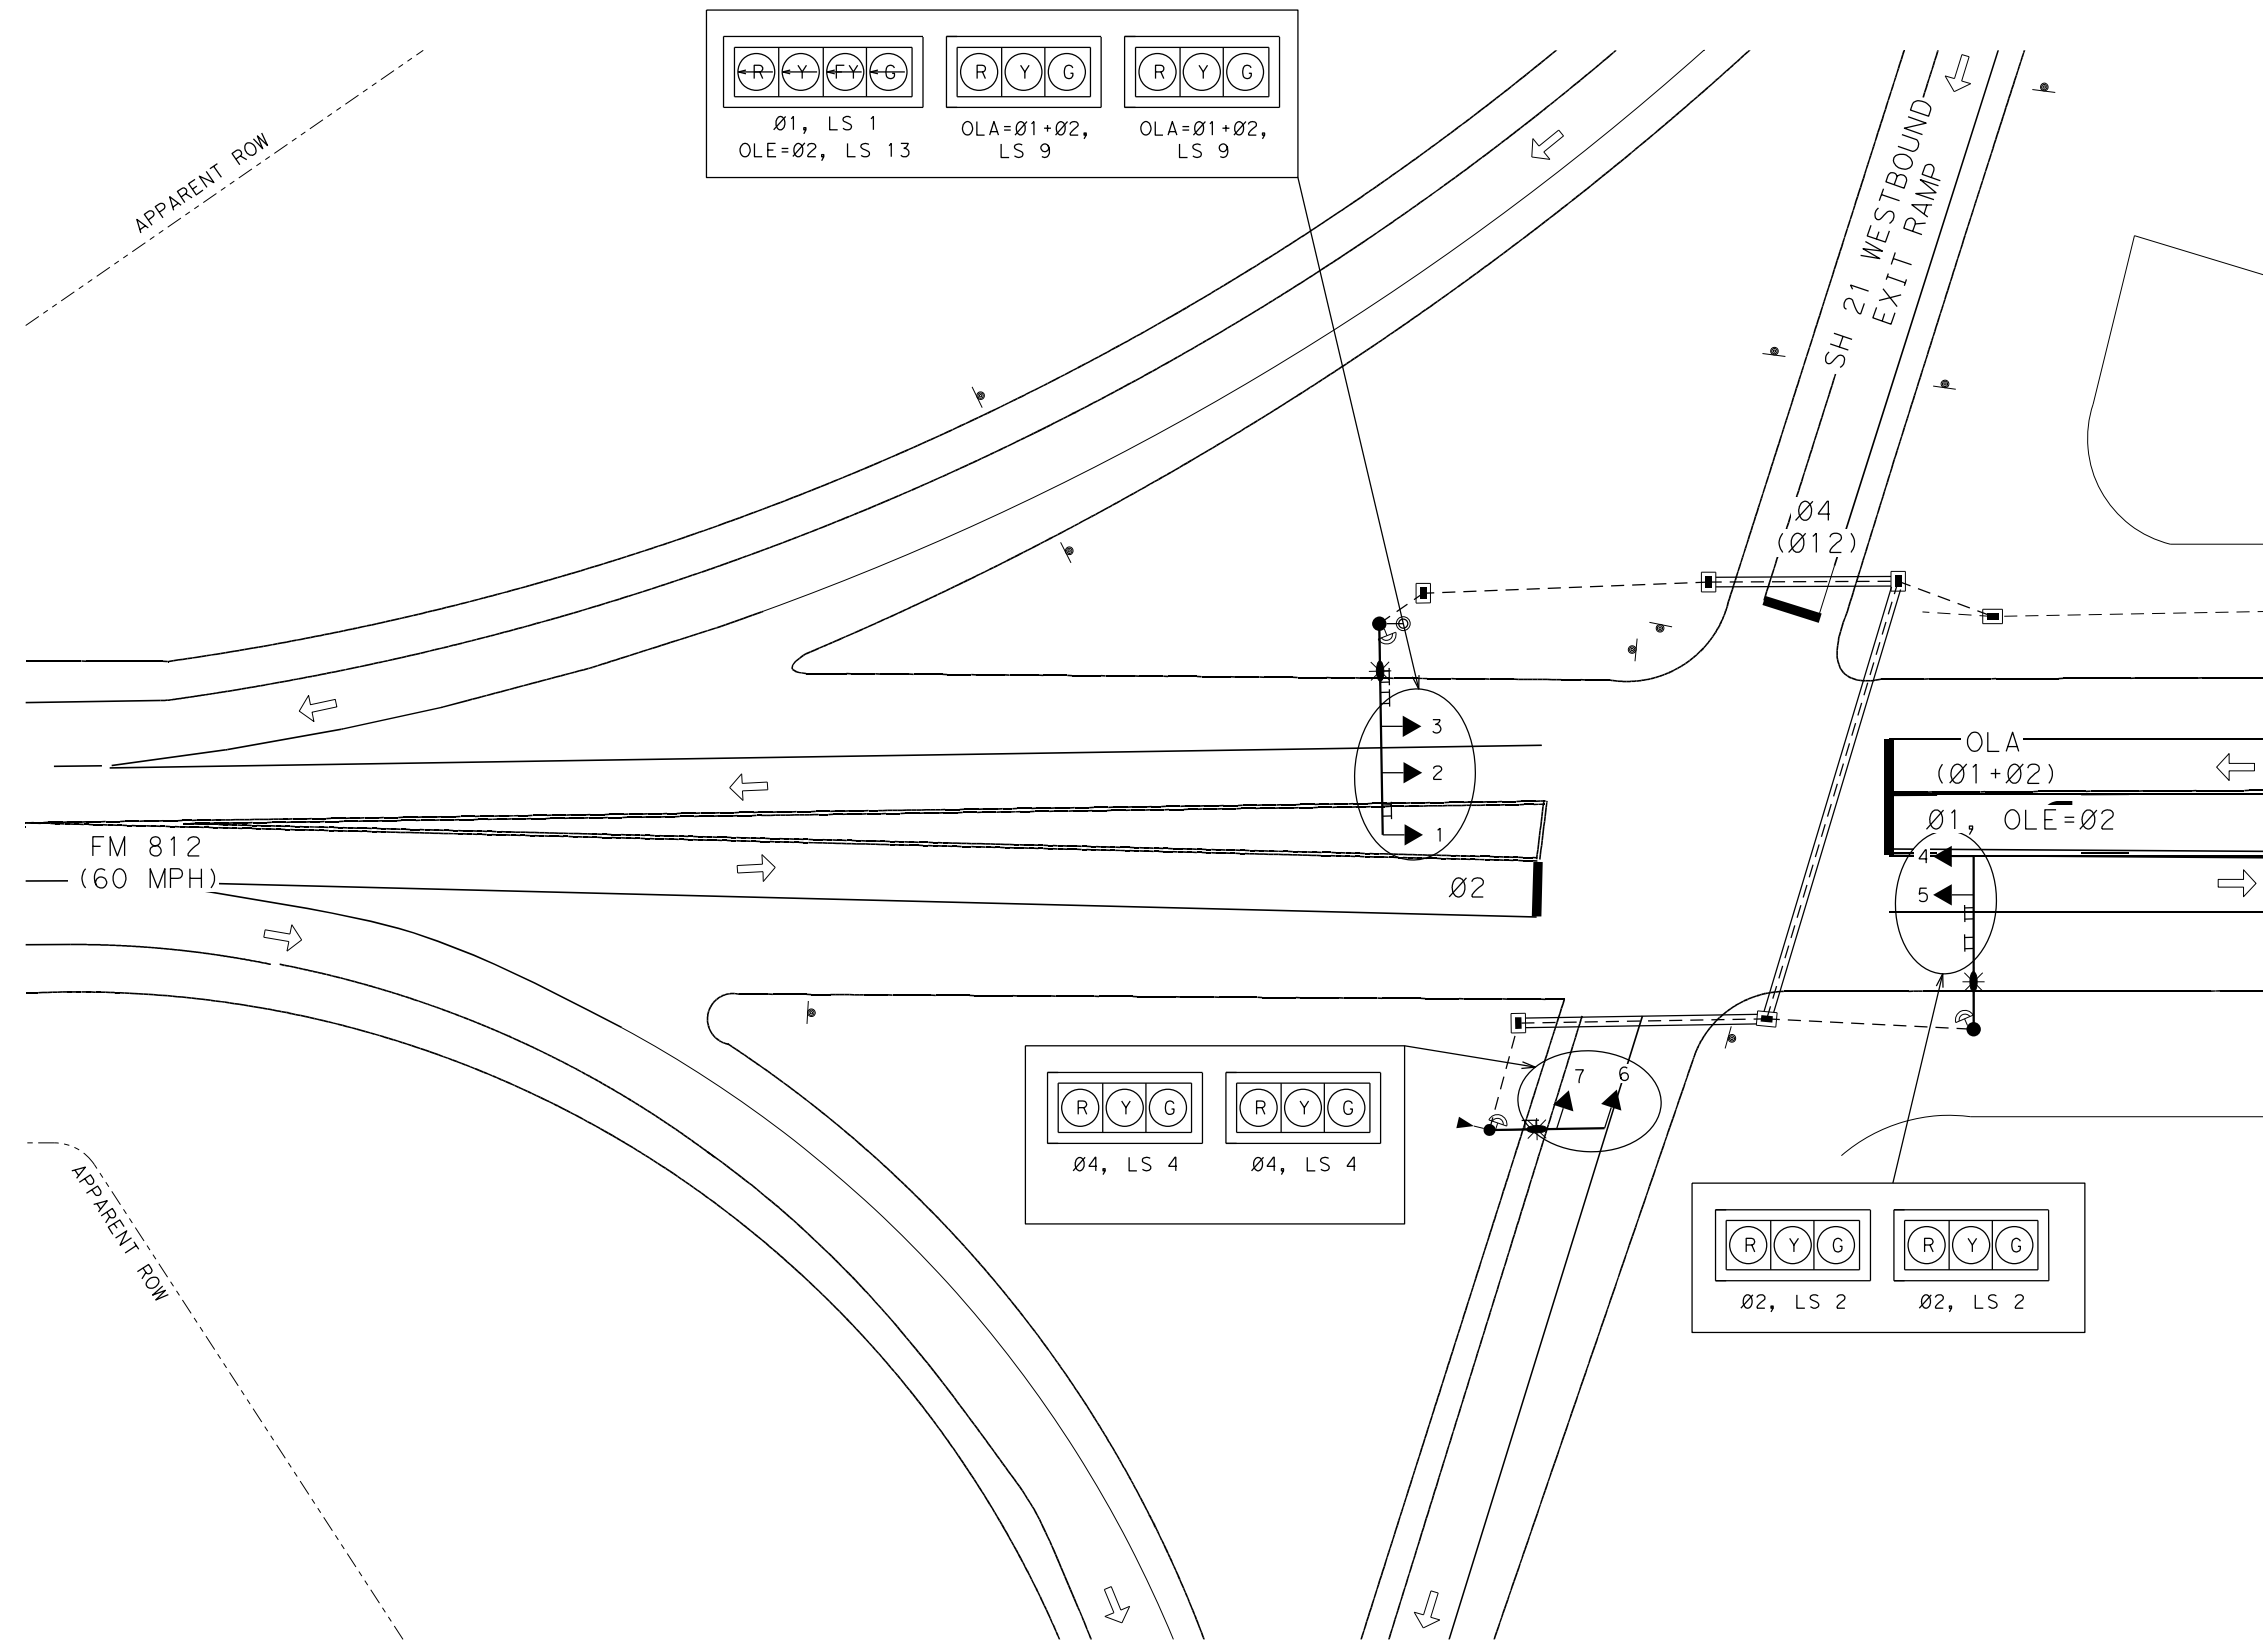 R Y FY G
R Y G
R Y G
Ø1, LS 1
OLE=Ø2, LS 13
OLA=Ø1+Ø2,
LS 9
OLA=Ø1+Ø2,
LS 9
APPARENT ROW
SH 21 WESTBOUND
EXIT RAMP
Ø4
(Ø12)
3
2
1
OLA
(Ø1+Ø2)
Ø1, OLE=Ø2
4
5
FM 812
(60 MPH)
Ø2
7
6
R Y G
R Y G
Ø4, LS 4
Ø4, LS 4
APPARENT ROW
R Y G
R Y G
Ø2, LS 2
Ø2, LS 2